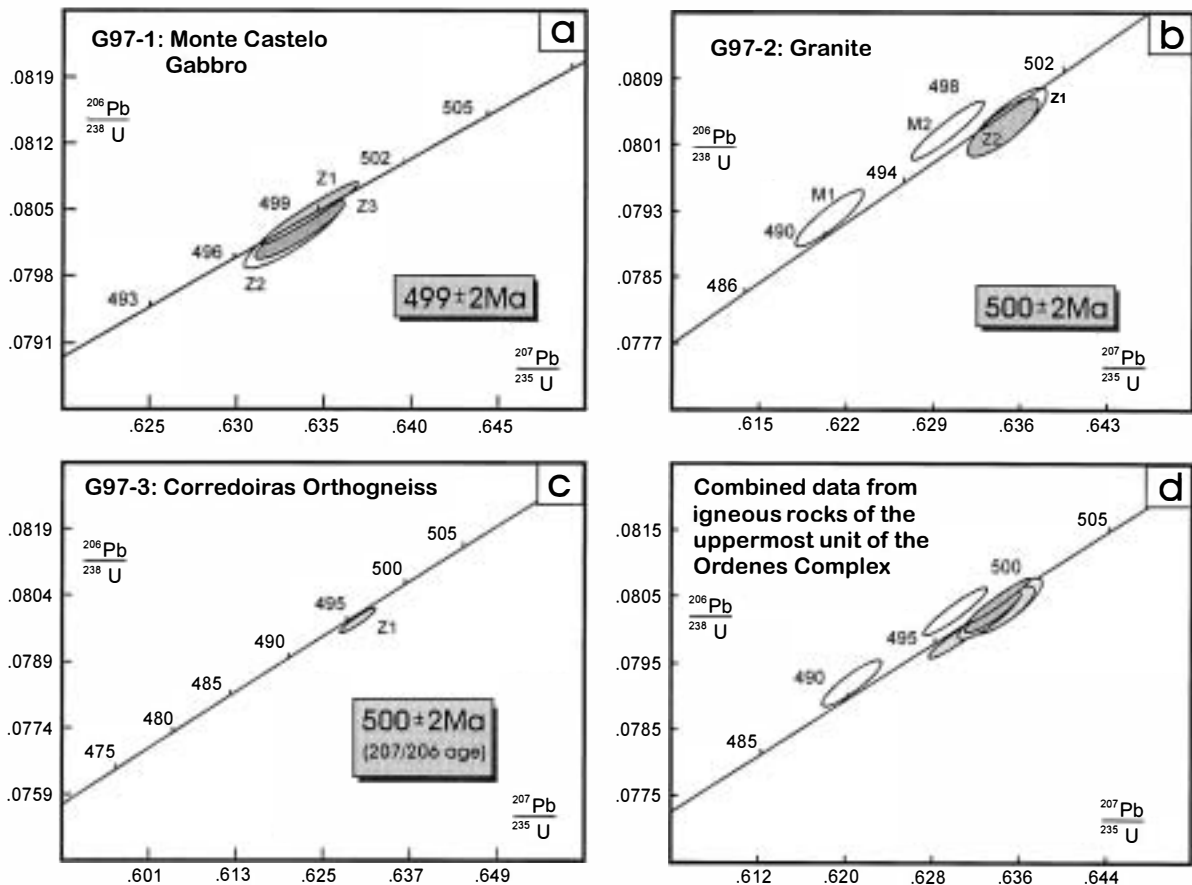 G97-1: Monte Castelo
Gabbro
a
.0819
.0812
.0805
.0798
.0791
206Pb
238U
505
502
499
496
493
Z1
Z3
Z2
499±2Ma
207Pb
235U
.625
.630
.635
.640
.645
G97-2: Granite
b
.0809
.0801
.0793
.0785
.0777
206Pb
238U
502
498
494
490
486
Z1
M2
Z2
M1
500±2Ma
207Pb
235U
.615
.622
.629
.636
.643
G97-3: Corredoiras Orthogneiss
c
.0819
.0804
.0789
.0774
.0759
206Pb
238U
505
500
495
490
485
480
475
Z1
500±2Ma
(207/206 age)
207Pb
235U
.601
.613
.625
.637
.649
Combined data from
igneous rocks of the
uppermost unit of the
Ordenes Complex
d
.0815
.0805
.0795
.0785
.0775
206Pb
238U
505
500
495
490
485
207Pb
235U
.612
.620
.628
.636
.644